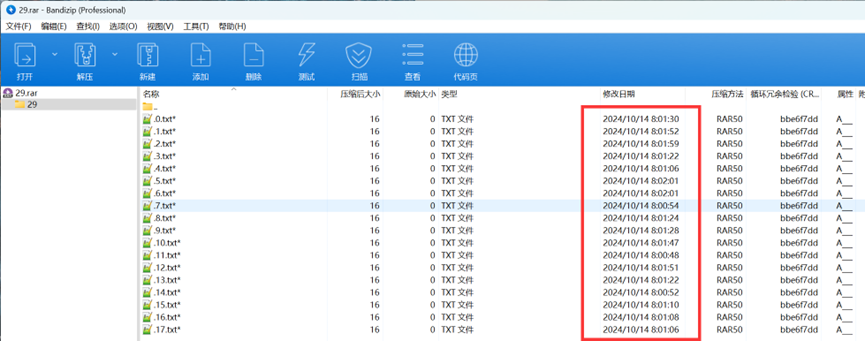 29.rar - Bandizip (Professional)
文件(F) 编辑(E) 查找(I) 选项(O) 视图(V) 工具(T) 帮助(H)
打开 解压 新建 添加 删除 测试 扫描 查看 代码页
29.rar
29
名称 压缩后大小 原始大小 类型 修改日期 压缩方法 循环冗余检验 (CR... 属性
..
.0.txt* 16 0 TXT 文件 2024/10/14 8:01:30 RAR50 bbe6f7dd A__
.1.txt* 16 0 TXT 文件 2024/10/14 8:01:52 RAR50 bbe6f7dd A__
.2.txt* 16 0 TXT 文件 2024/10/14 8:01:59 RAR50 bbe6f7dd A__
.3.txt* 16 0 TXT 文件 2024/10/14 8:01:22 RAR50 bbe6f7dd A__
.4.txt* 16 0 TXT 文件 2024/10/14 8:01:06 RAR50 bbe6f7dd A__
.5.txt* 16 0 TXT 文件 2024/10/14 8:02:01 RAR50 bbe6f7dd A__
.6.txt* 16 0 TXT 文件 2024/10/14 8:02:01 RAR50 bbe6f7dd A__
.7.txt* 16 0 TXT 文件 2024/10/14 8:00:54 RAR50 bbe6f7dd A__
.8.txt* 16 0 TXT 文件 2024/10/14 8:01:24 RAR50 bbe6f7dd A__
.9.txt* 16 0 TXT 文件 2024/10/14 8:01:28 RAR50 bbe6f7dd A__
.10.txt* 16 0 TXT 文件 2024/10/14 8:01:47 RAR50 bbe6f7dd A__
.11.txt* 16 0 TXT 文件 2024/10/14 8:00:48 RAR50 bbe6f7dd A__
.12.txt* 16 0 TXT 文件 2024/10/14 8:01:51 RAR50 bbe6f7dd A__
.13.txt* 16 0 TXT 文件 2024/10/14 8:01:22 RAR50 bbe6f7dd A__
.14.txt* 16 0 TXT 文件 2024/10/14 8:00:52 RAR50 bbe6f7dd A__
.15.txt* 16 0 TXT 文件 2024/10/14 8:01:10 RAR50 bbe6f7dd A__
.16.txt* 16 0 TXT 文件 2024/10/14 8:01:08 RAR50 bbe6f7dd A__
.17.txt* 16 0 TXT 文件 2024/10/14 8:01:06 RAR50 bbe6f7dd A__